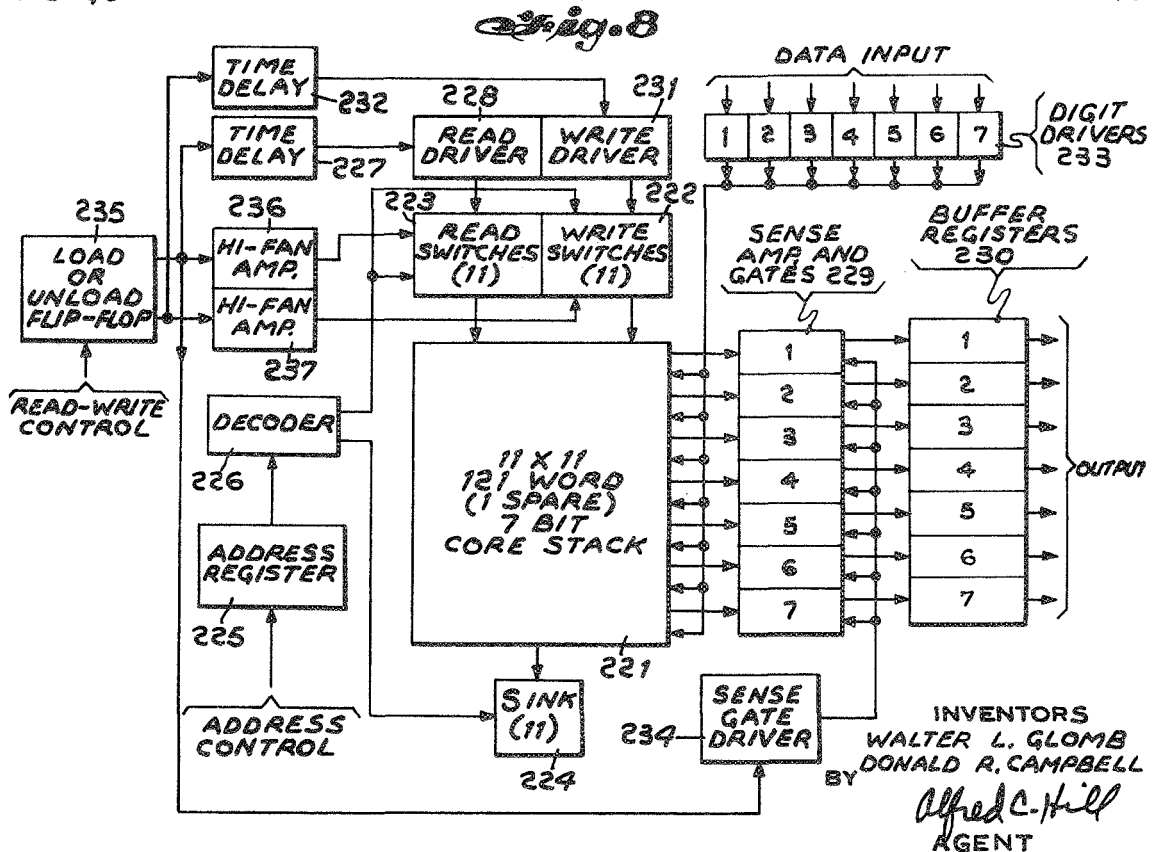 Fig. 8
TIME
DELAY
232
228
231
DATA INPUT
TIME
DELAY
227
READ
DRIVER
WRITE
DRIVER
1 2 3 4 5 6 7
DIGIT
DRIVERS
233
235
LOAD
OR
UNLOAD
FLIP-FLOP
236
HI-FAN
AMP.
HI-FAN
AMP.
237
223
READ
SWITCHES
(11)
222
WRITE
SWITCHES
(11)
SENSE
AMP. AND
GATES 229
BUFFER
REGISTERS
230
READ-WRITE
CONTROL
DECODER
226
ADDRESS
REGISTER
225
ADDRESS
CONTROL
11 X 11
121 WORD
(1 SPARE)
7 BIT
CORE STACK
221
1
2
3
4
5
6
7
1
2
3
4
5
6
7
OUTPUT
SINK
(11)
224
SENSE
GATE
DRIVER
234
INVENTORS
WALTER L. GLOMB
BY DONALD R. CAMPBELL
Alfred C. Hill
AGENT